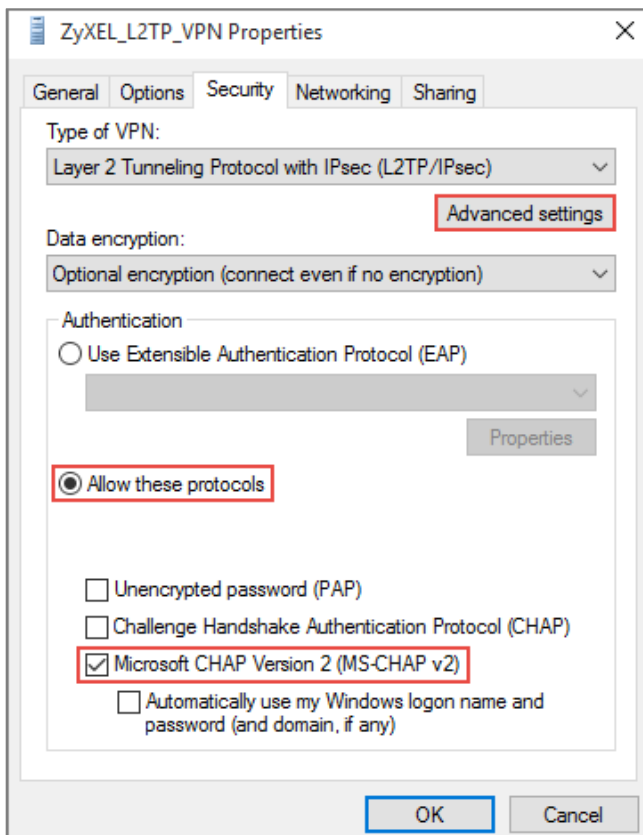 ZyXEL_L2TP_VPN Properties
General Options Security Networking Sharing
Type of VPN:
Layer 2 Tunneling Protocol with IPsec (L2TP/IPsec)
Advanced settings
Data encryption:
Optional encryption (connect even if no encryption)
Authentication
Use Extensible Authentication Protocol (EAP)
Properties
Allow these protocols
Unencrypted password (PAP)
Challenge Handshake Authentication Protocol (CHAP)
Microsoft CHAP Version 2 (MS-CHAP v2)
Automatically use my Windows logon name and
password (and domain, if any)
OK Cancel